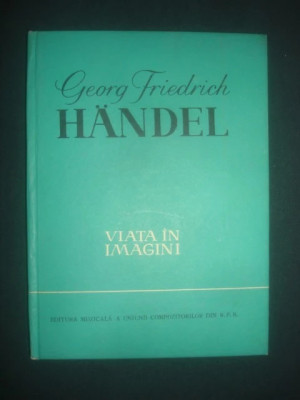 Georg Friedrich
HÄNDEL
VIAȚA ÎN
IMAGINI
EDITURA MUZICALĂ A UNIUNII COMPOZITORILOR DIN R.P.R.